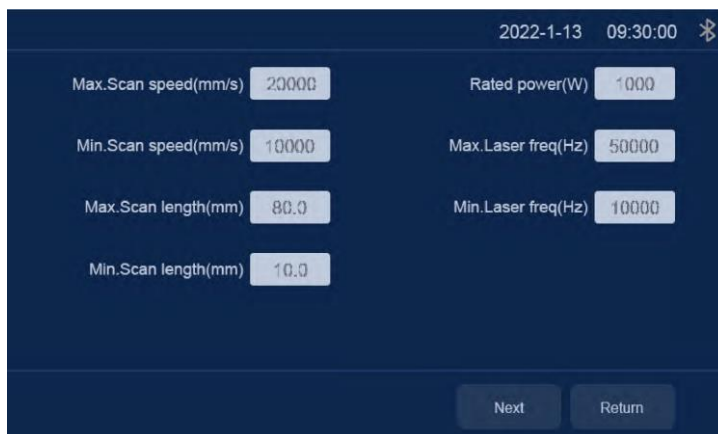 2022-1-13 09:30:00
Max.Scan speed(mm/s) 20000 Rated power(W) 1000
Min.Scan speed(mm/s) 10000 Max.Laser freq(Hz) 50000
Max.Scan length(mm) 80.0 Min.Laser freq(Hz) 10000
Min.Scan length(mm) 10.0
Next Return